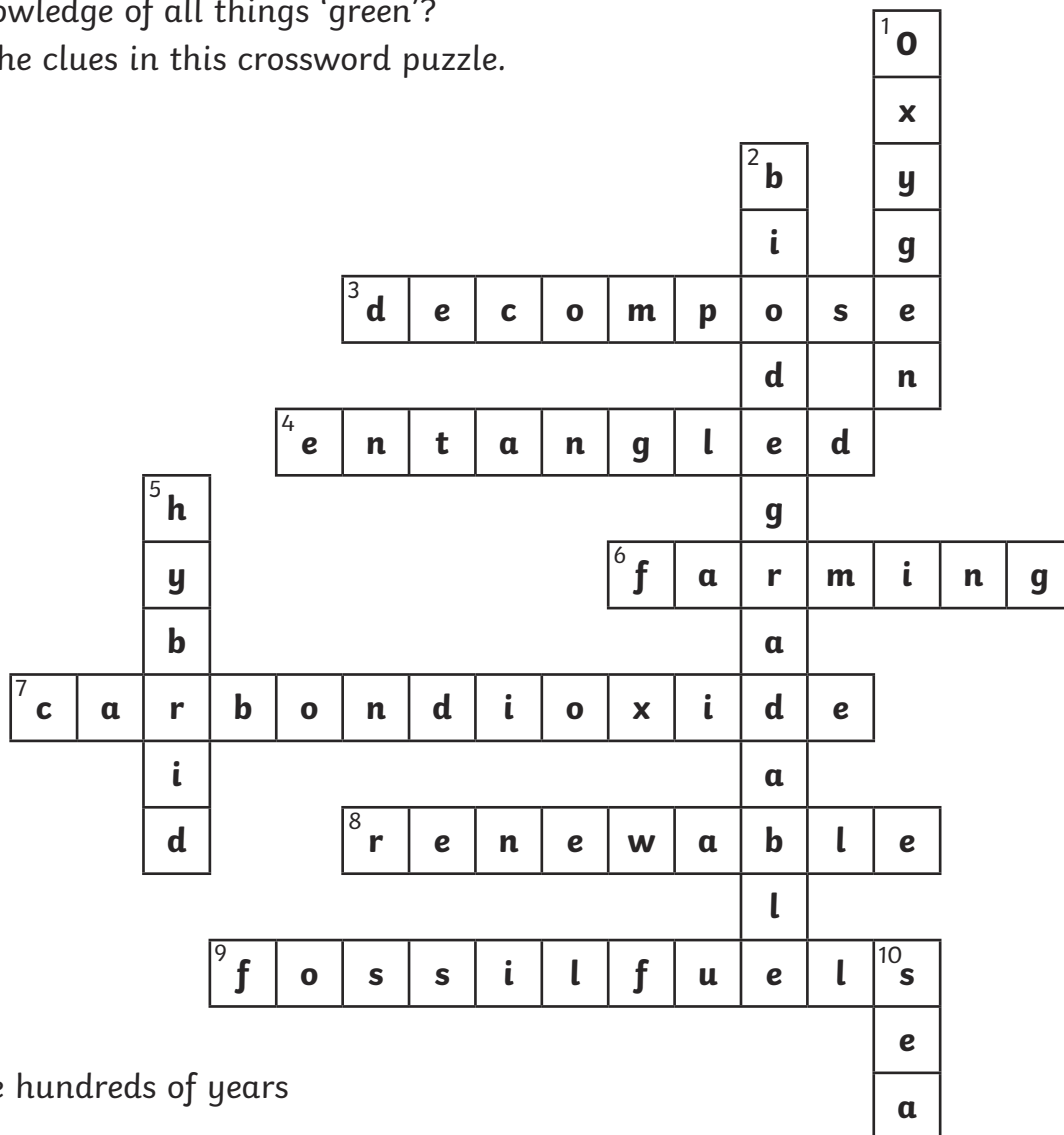 owledge of all things ‘green’?
1 O
he clues in this crossword puzzle.
x
2 b y
i g
3 d e c o m p o s e
d n
4 e n t a n g l e d
5 h g
y 6 f a r m i n g
b a
7 c a r b o n d i o x i d e
i a
d 8 r e n e w a b l e
l
9 f o s s i l f u e l 10 s
e
e hundreds of years
a